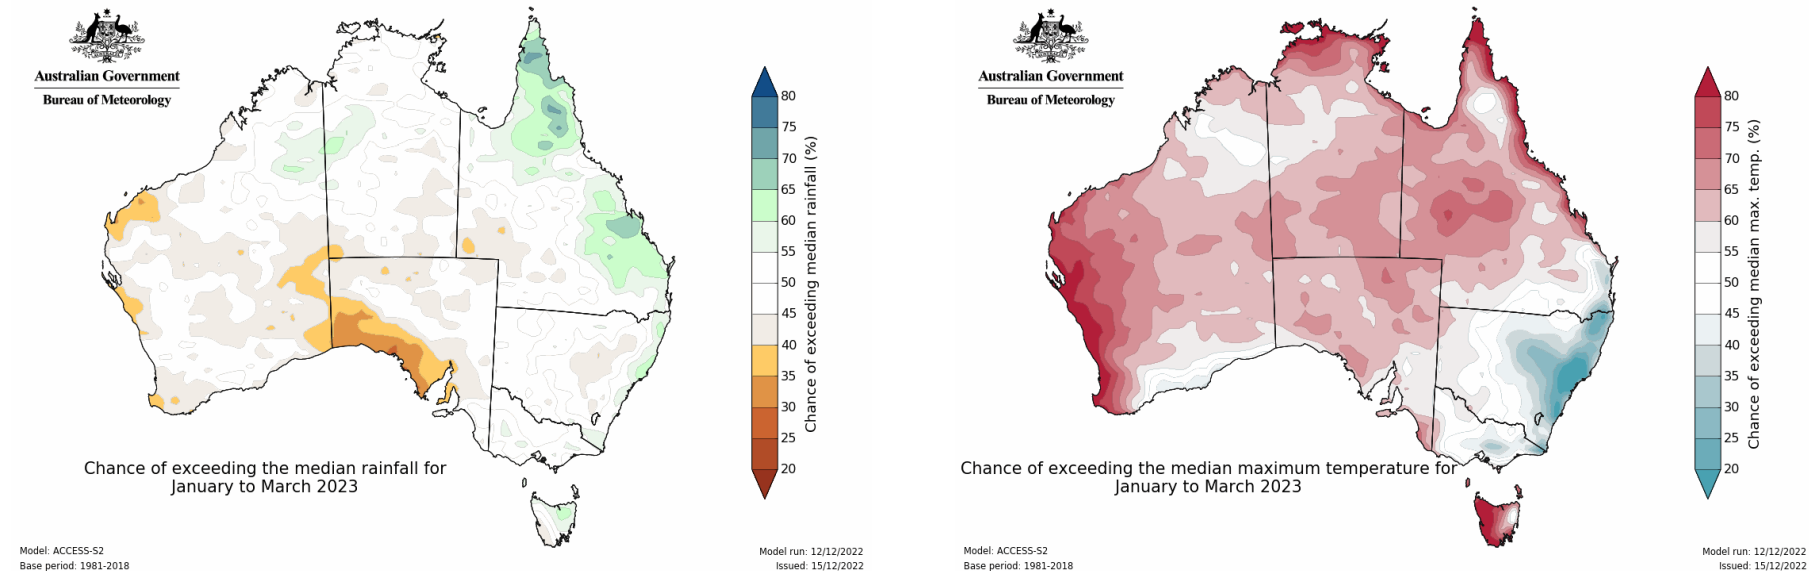 Australian Government
Bureau of Meteorology
80
75
70
65
60
55
50
45
40
35
30
25
20
Chance of exceeding median rainfall (%)
Chance of exceeding the median rainfall for
January to March 2023
Model: ACCESS-S2
Base period: 1981-2018
Model run: 12/12/2022
Issued: 15/12/2022
Australian Government
Bureau of Meteorology
80
75
70
65
60
55
50
45
40
35
30
25
20
Chance of exceeding median max. temp. (%)
Chance of exceeding the median maximum temperature for
January to March 2023
Model: ACCESS-S2
Base period: 1981-2018
Model run: 12/12/2022
Issued: 15/12/2022